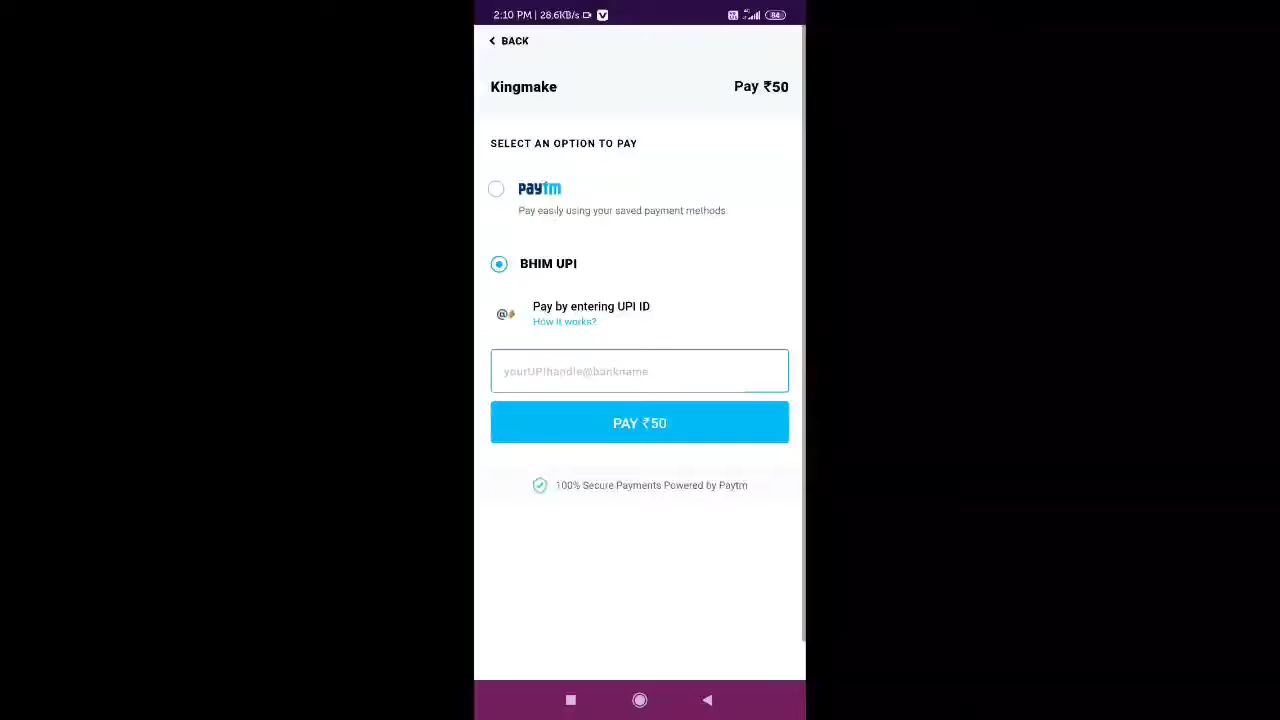 2:10 PM | 28.6KB/s
84
BACK
Kingmake
Pay ₹50
SELECT AN OPTION TO PAY
paytm
Pay easily using your saved payment methods
BHIM UPI
Pay by entering UPI ID
How it works?
yourUPIhandle@bankname
PAY ₹50
100% Secure Payments Powered by Paytm